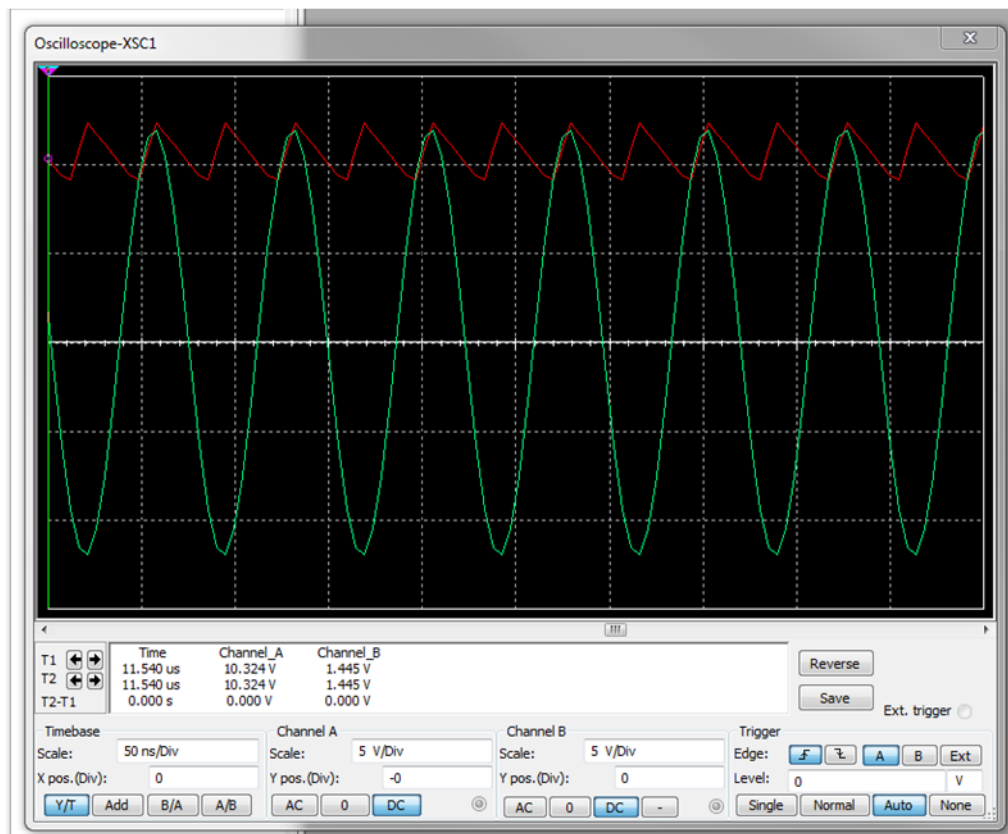 Oscilloscope-XSC1
x
Time Channel_A Channel_B
T1 11.540 us 10.324 V 1.445 V
T2 11.540 us 10.324 V 1.445 V
T2-T1 0.000 s 0.000 V 0.000 V
Reverse
Save
Ext. trigger
Timebase
Scale: 50 ns/Div
X pos.(Div): 0
Y/T Add B/A A/B
Channel A
Scale: 5 V/Div
Y pos.(Div): -0
AC 0 DC
Channel B
Scale: 5 V/Div
Y pos.(Div): 0
AC 0 DC -
Trigger
Edge: A B Ext
Level: 0 V
Single Normal Auto None